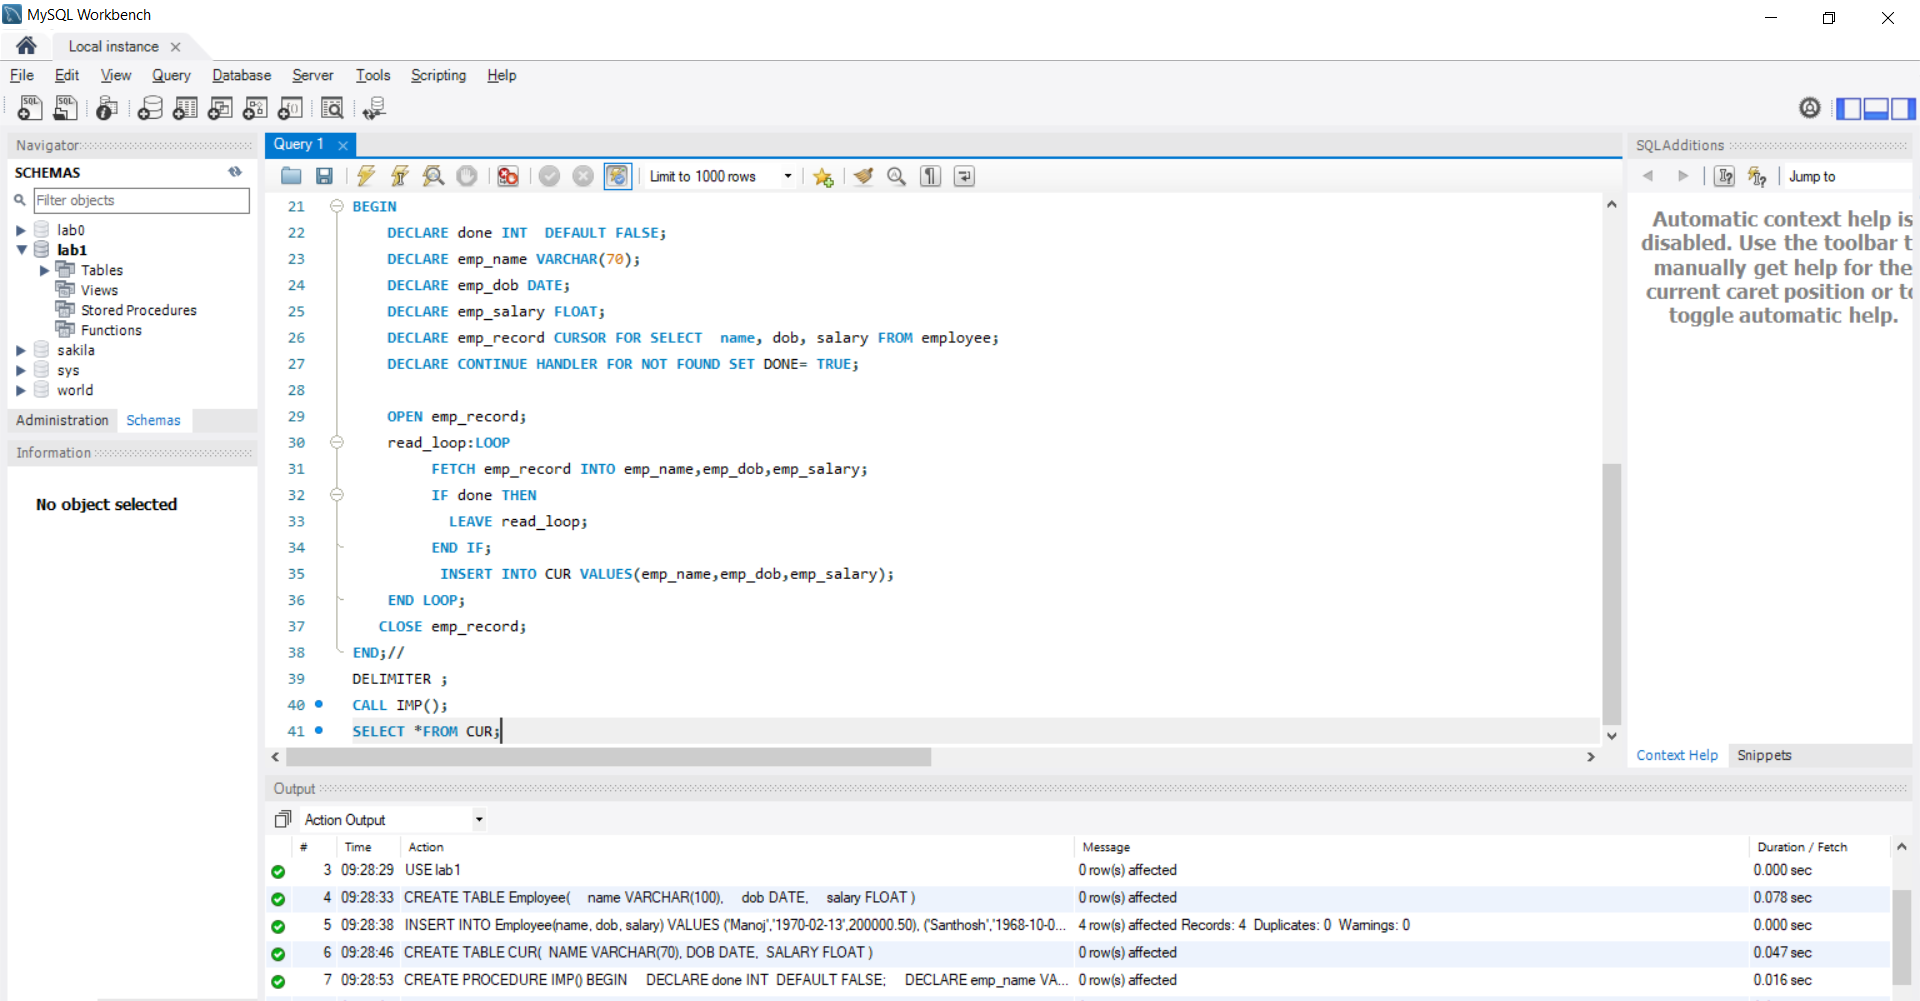 MySQL Workbench
Local instance
File Edit View Query Database Server Tools Scripting Help
Navigator
SCHEMAS
Filter objects
lab0
lab1
Tables
Views
Stored Procedures
Functions
sakila
sys
world
Administration Schemas
Information
No object selected
Query 1
Limit to 1000 rows
21 BEGIN
22 DECLARE done INT  DEFAULT FALSE;
23 DECLARE emp_name VARCHAR(70);
24 DECLARE emp_dob DATE;
25 DECLARE emp_salary FLOAT;
26 DECLARE emp_record CURSOR FOR SELECT  name, dob, salary FROM employee;
27 DECLARE CONTINUE HANDLER FOR NOT FOUND SET DONE= TRUE;
28
29 OPEN emp_record;
30 read_loop:LOOP
31 FETCH emp_record INTO emp_name,emp_dob,emp_salary;
32 IF done THEN
33 LEAVE read_loop;
34 END IF;
35 INSERT INTO CUR VALUES(emp_name,emp_dob,emp_salary);
36 END LOOP;
37 CLOSE emp_record;
38 END;//
39 DELIMITER ;
40 CALL IMP();
41 SELECT *FROM CUR;
SQLAdditions
Jump to
Automatic context help is
disabled. Use the toolbar t
manually get help for the
current caret position or to
toggle automatic help.
Context Help Snippets
Output
Action Output
# Time Action Message Duration / Fetch
3 09:28:29 USE lab1 0 row(s) affected 0.000 sec
4 09:28:33 CREATE TABLE Employee( name VARCHAR(100), dob DATE, salary FLOAT ) 0 row(s) affected 0.078 sec
5 09:28:38 INSERT INTO Employee(name, dob, salary) VALUES ('Manoj','1970-02-13',200000.50), ('Santhosh','1968-10-0... 4 row(s) affected Records: 4 Duplicates: 0 Warnings: 0 0.000 sec
6 09:28:46 CREATE TABLE CUR( NAME VARCHAR(70), DOB DATE, SALARY FLOAT ) 0 row(s) affected 0.047 sec
7 09:28:53 CREATE PROCEDURE IMP() BEGIN DECLARE done INT DEFAULT FALSE; DECLARE emp_name VA... 0 row(s) affected 0.016 sec